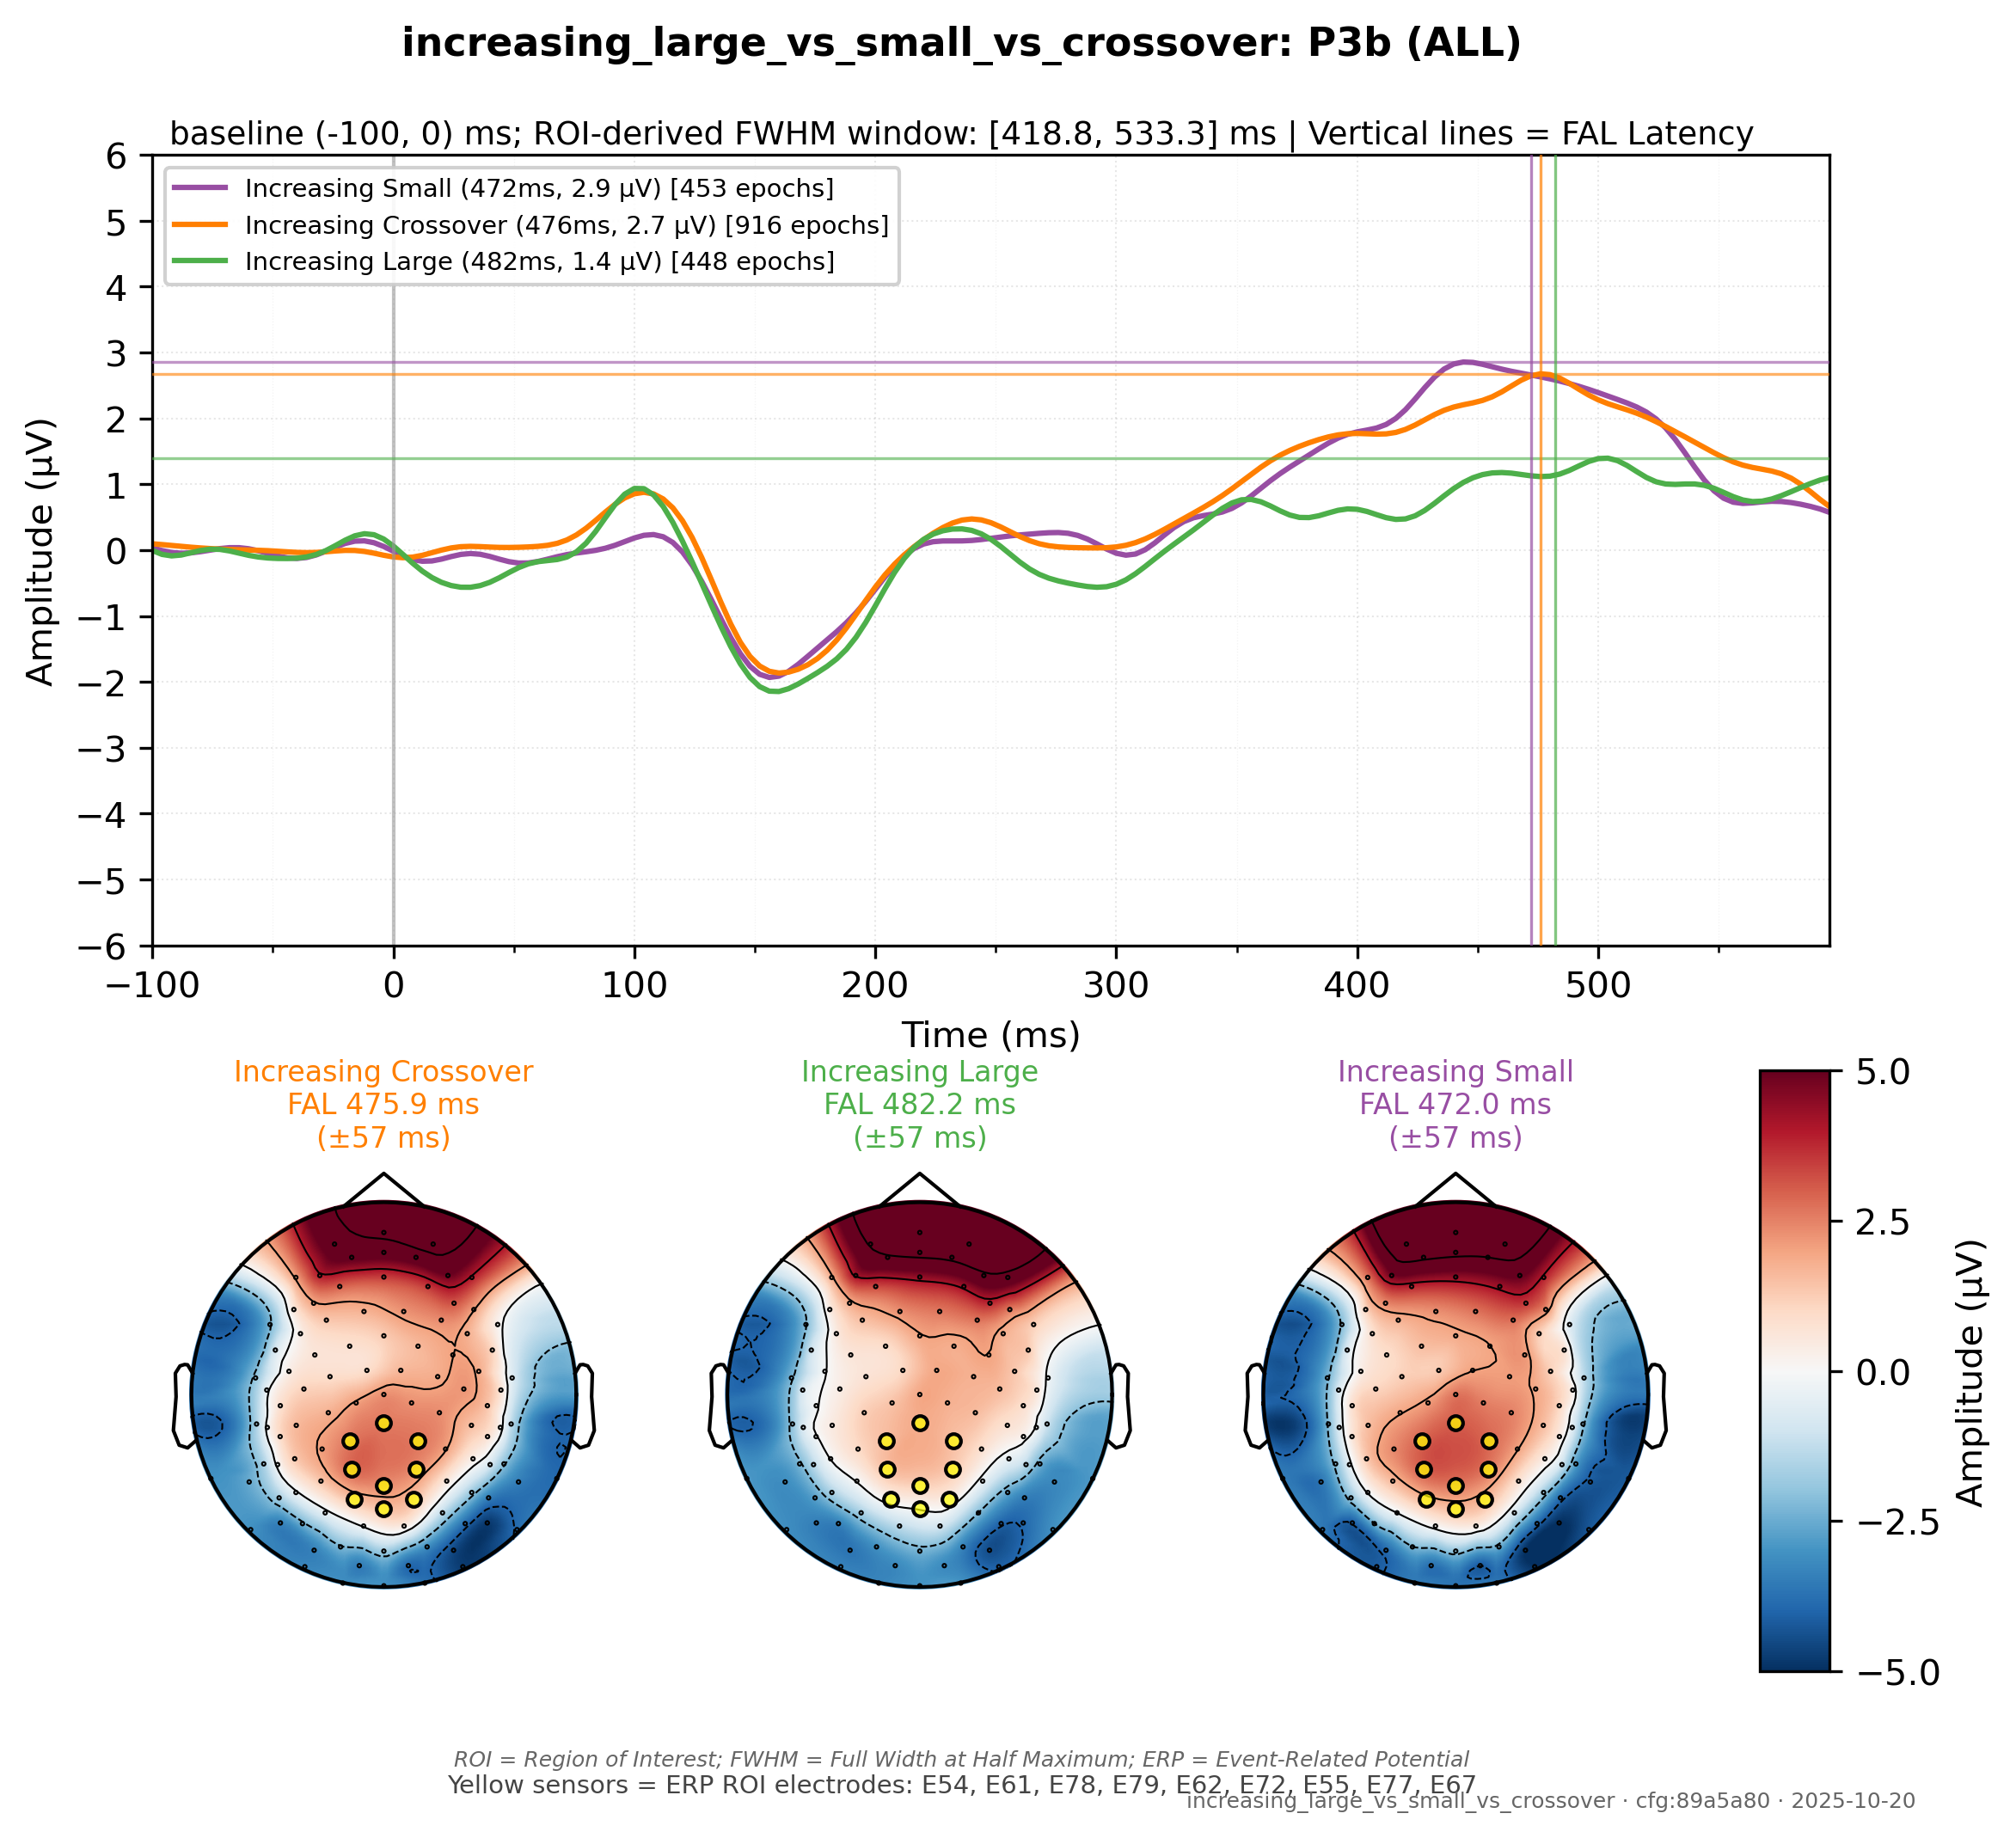 increasing_large_vs_small_vs_crossover: P3b (ALL)
baseline (-100, 0) ms; ROI-derived FWHM window: [418.8, 533.3] ms | Vertical lines = FAL Latency
Increasing Small (472ms, 2.9 µV) [453 epochs]
Increasing Crossover (476ms, 2.7 µV) [916 epochs]
Increasing Large (482ms, 1.4 µV) [448 epochs]
6
5
4
3
2
1
0
−1
−2
−3
−4
−5
−6
Amplitude (µV)
−100
0
100
200
300
400
500
Time (ms)
Increasing Crossover
FAL 475.9 ms
(±57 ms)
Increasing Large
FAL 482.2 ms
(±57 ms)
Increasing Small
FAL 472.0 ms
(±57 ms)
5.0
2.5
0.0
−2.5
−5.0
Amplitude (µV)
ROI = Region of Interest; FWHM = Full Width at Half Maximum; ERP = Event-Related Potential
Yellow sensors = ERP ROI electrodes: E54, E61, E78, E79, E62, E72, E55, E77, E67
increasing_large_vs_small_vs_crossover · cfg:89a5a80 · 2025-10-20